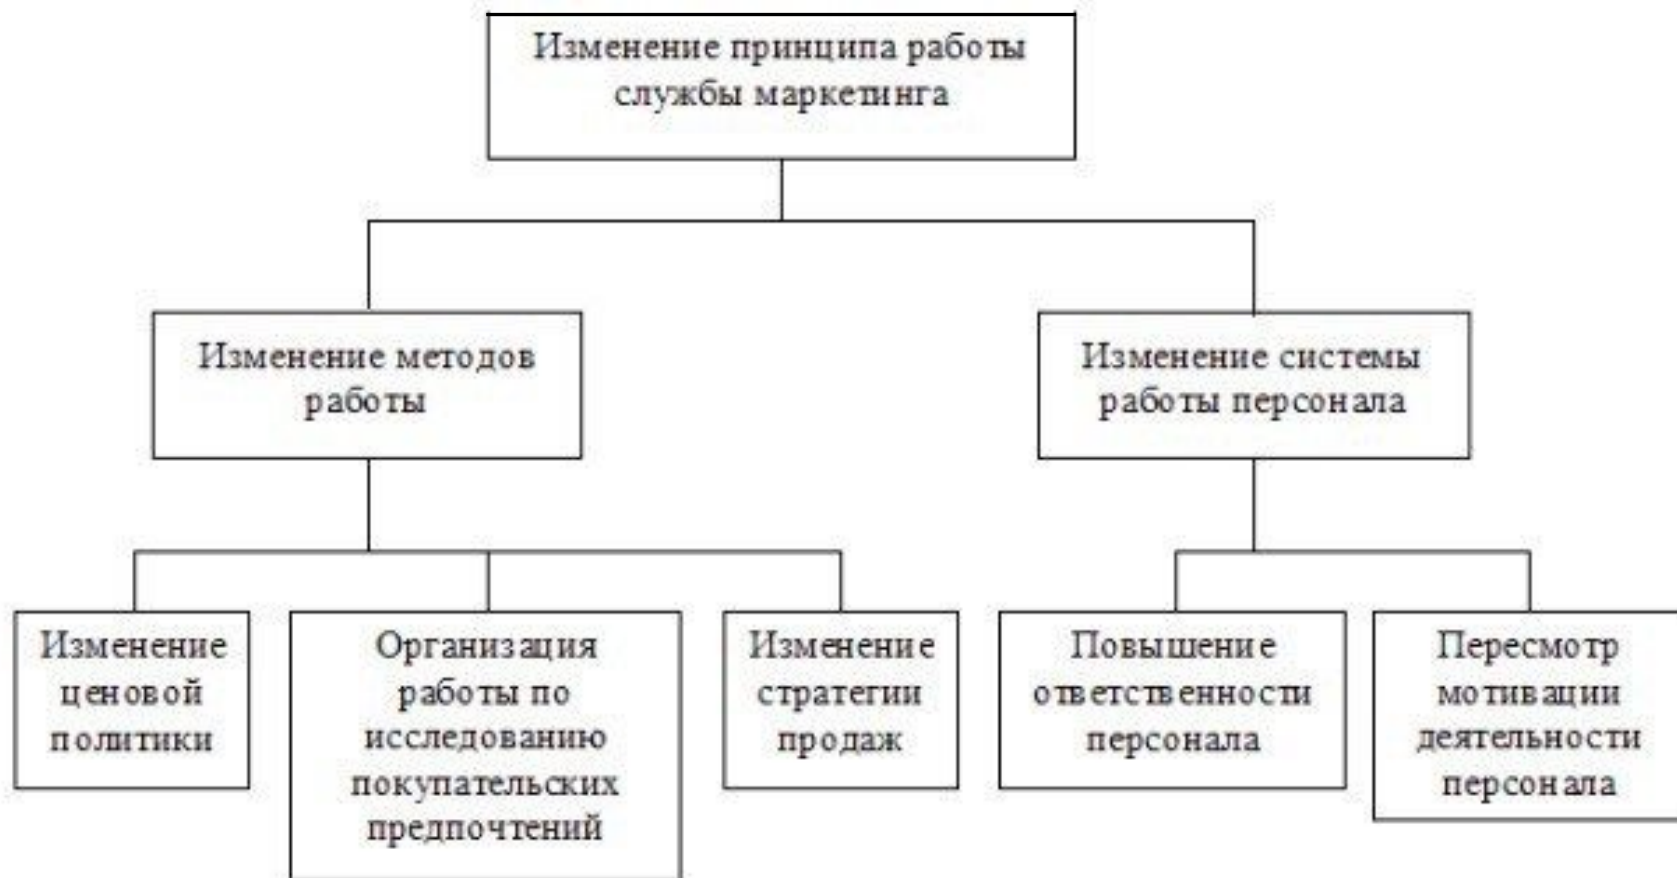 Изменение принципа работы
службы маркетинга
Изменение методов
работы
Изменение системы
работы персонала
Изменение
ценовой
политики
Организация
работы по
исследованию
покупательских
предпочтений
Изменение
стратегии
продаж
Повышение
ответственности
персонала
Пересмотр
мотивации
деятельности
персонала